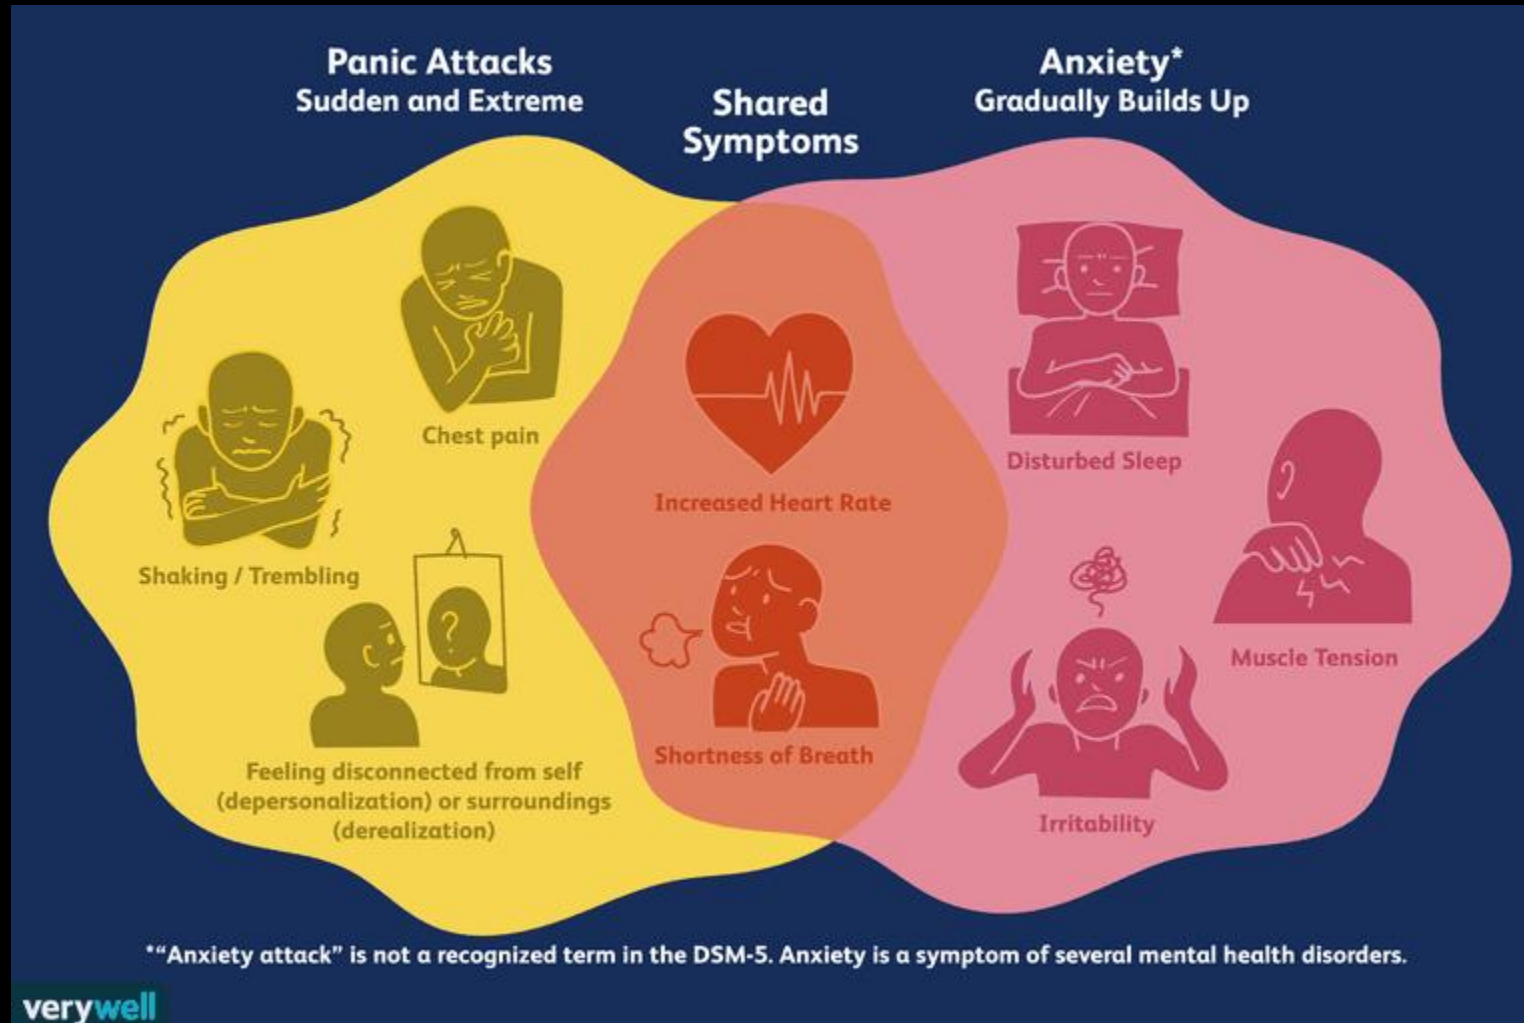 Panic Attacks
Sudden and Extreme
Shared
Symptoms
Anxiety*
Gradually Builds Up
Chest pain
Shaking / Trembling
Feeling disconnected from self
(depersonalization) or surroundings
(derealization)
?
Increased Heart Rate
Shortness of Breath
Disturbed Sleep
Muscle Tension
Irritability
*“Anxiety attack” is not a recognized term in the DSM-5. Anxiety is a symptom of several mental health disorders.
verywell